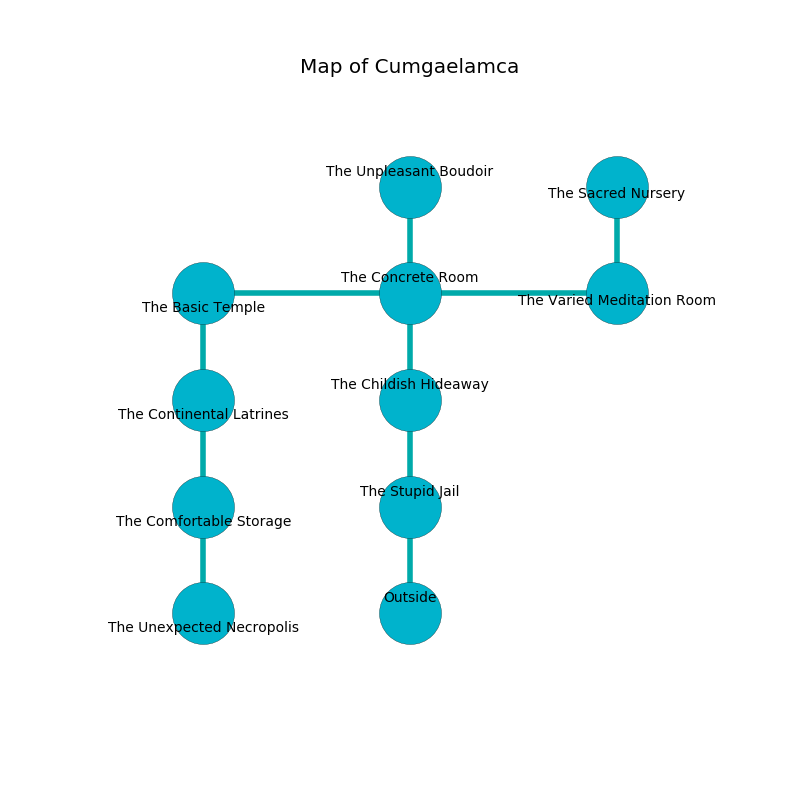 Map of Cumgaelamca
The Unpleasant Boudoir
The Sacred Nursery
The Concrete Room
The Basic Temple
The Varied Meditation Room
The Childish Hideaway
The Continental Latrines
The Stupid Jail
The Comfortable Storage
Outside
The Unexpected Necropolis